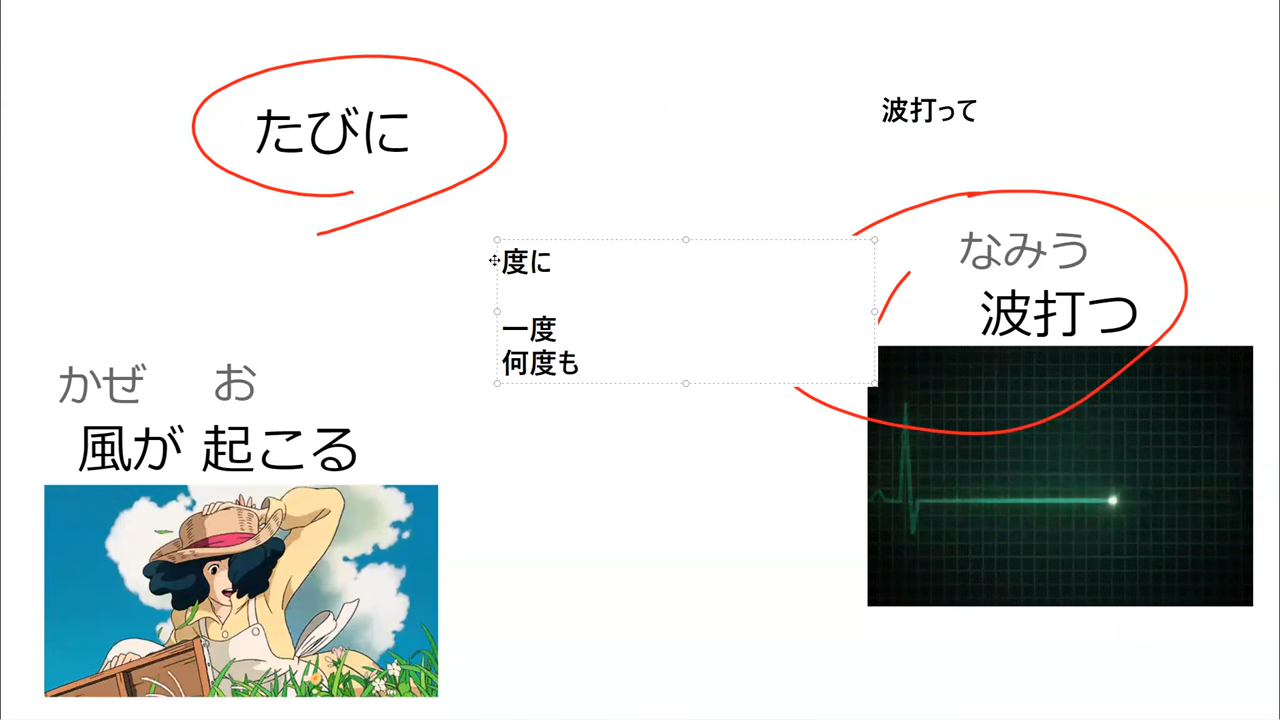 たびに
波打って
度に
一度
何度も
なみう
波打つ
かぜ お
風が 起こる